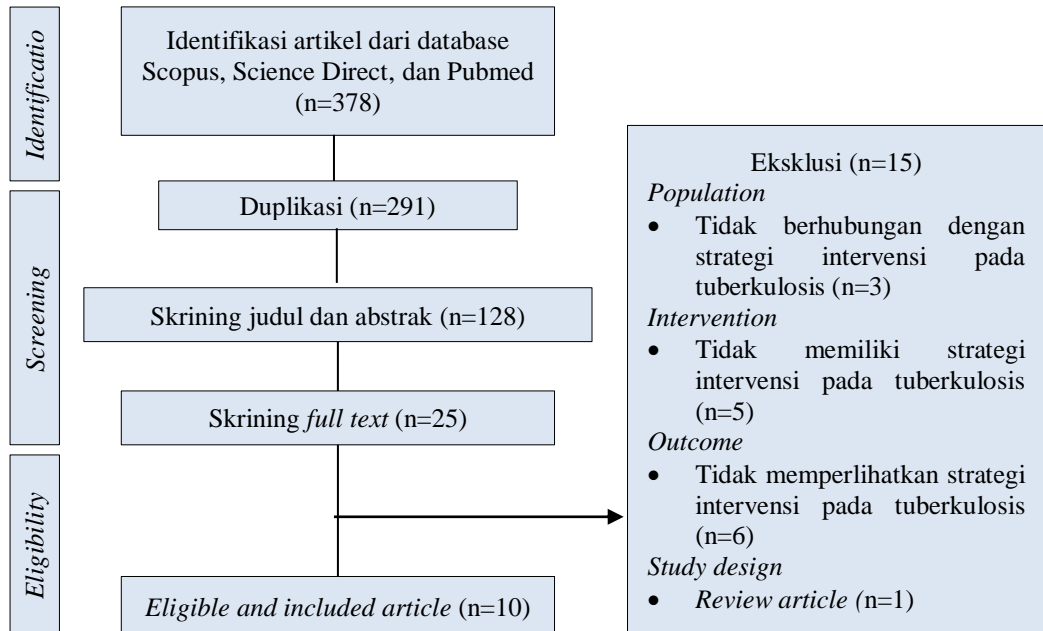 Identificatio
Identifikasi artikel dari database
Scopus, Science Direct, dan Pubmed
(n=378)
Screening
Duplikasi (n=291)
Skrining judul dan abstrak (n=128)
Skrining full text (n=25)
Eligibility
Eligible and included article (n=10)
Eksklusi (n=15)
Population
• Tidak berhubungan dengan
strategi intervensi pada
tuberkulosis (n=3)
Intervention
• Tidak memiliki strategi
intervensi pada tuberkulosis
(n=5)
Outcome
• Tidak memperlihatkan strategi
intervensi pada tuberkulosis
(n=6)
Study design
• Review article (n=1)